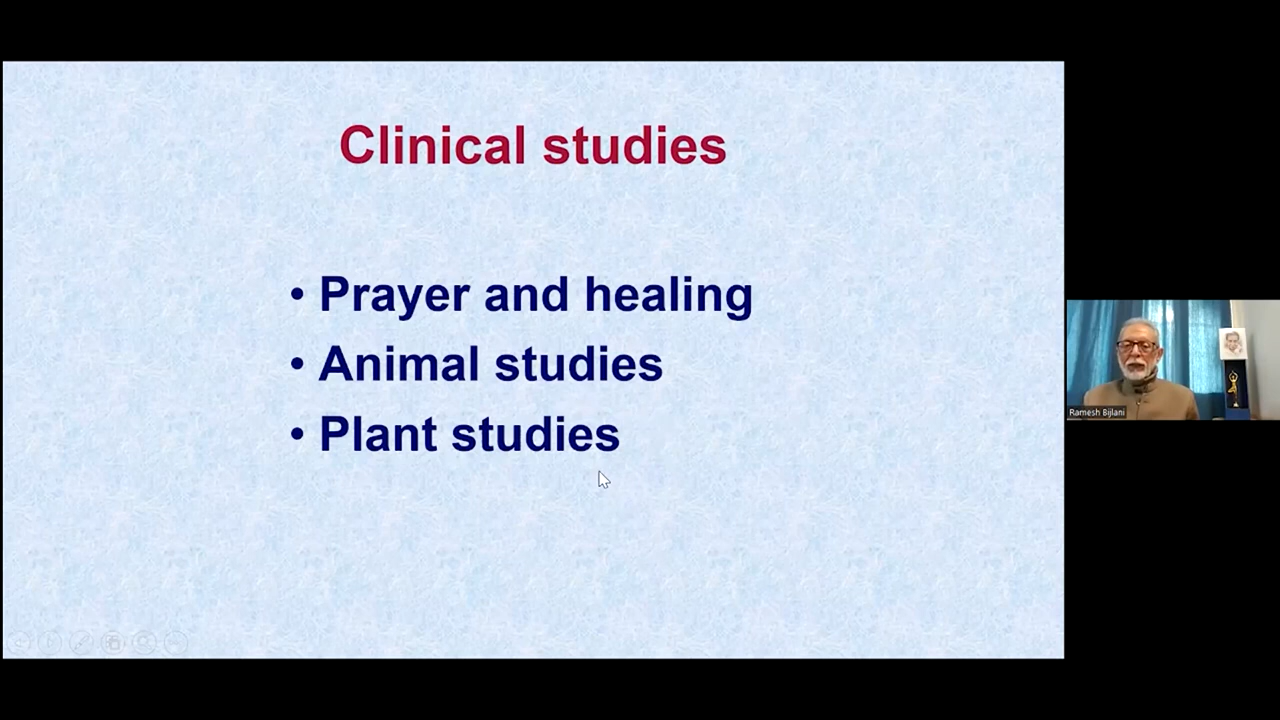 Clinical studies
• Prayer and healing
• Animal studies
• Plant studies
Ramesh Bijlani